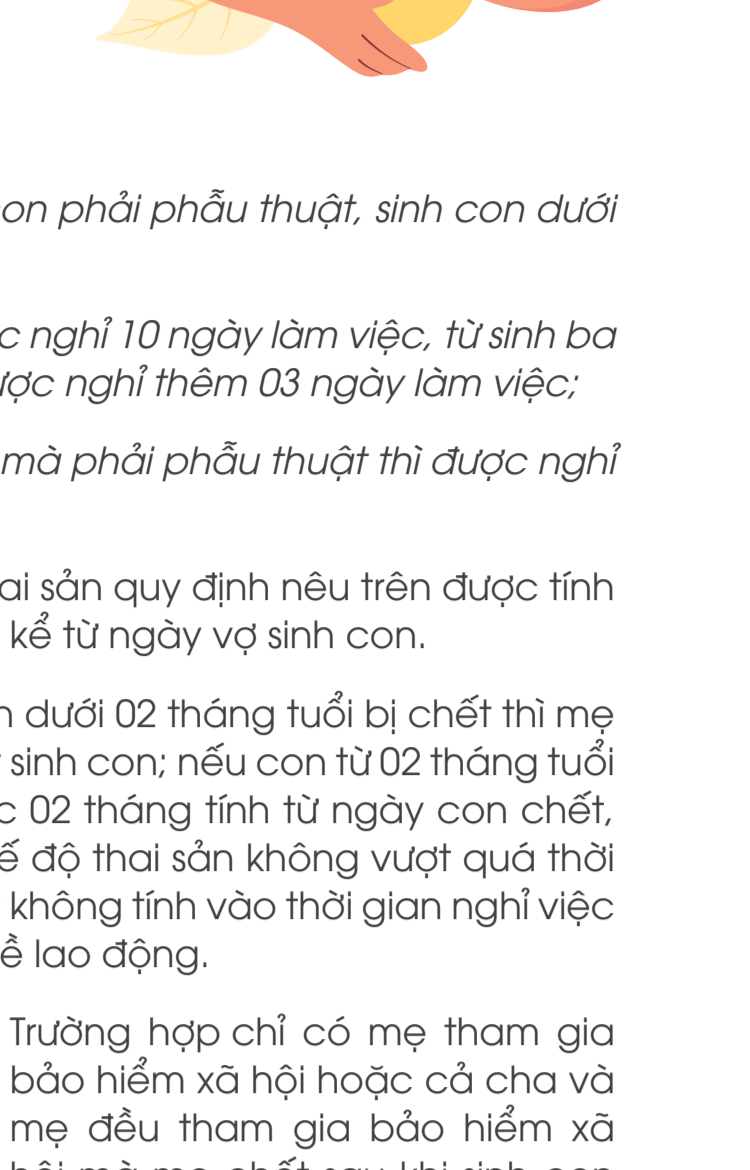 on phải phẫu thuật, sinh con dưới
nghỉ 10 ngày làm việc, từ sinh ba
ược nghỉ thêm 03 ngày làm việc;
mà phải phẫu thuật thì được nghỉ
ai sản quy định nêu trên được tính
kể từ ngày vợ sinh con.
dưới 02 tháng tuổi bị chết thì mẹ
sinh con; nếu con từ 02 tháng tuổi
c 02 tháng tính từ ngày con chết,
ế độ thai sản không vượt quá thời
không tính vào thời gian nghỉ việc
ề lao động.
Trường hợp chỉ có mẹ tham gia
bảo hiểm xã hội hoặc cả cha và
mẹ đều tham gia bảo hiểm xã